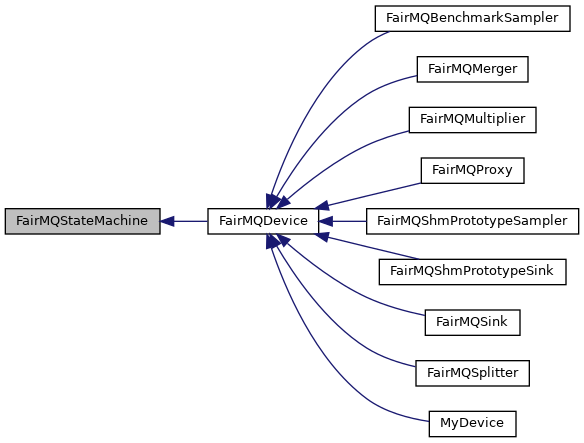 FairMQBenchmarkSampler
FairMQMerger
FairMQMultiplier
FairMQProxy
FairMQStateMachine
FairMQDevice
FairMQShmPrototypeSampler
FairMQShmPrototypeSink
FairMQSink
FairMQSplitter
MyDevice